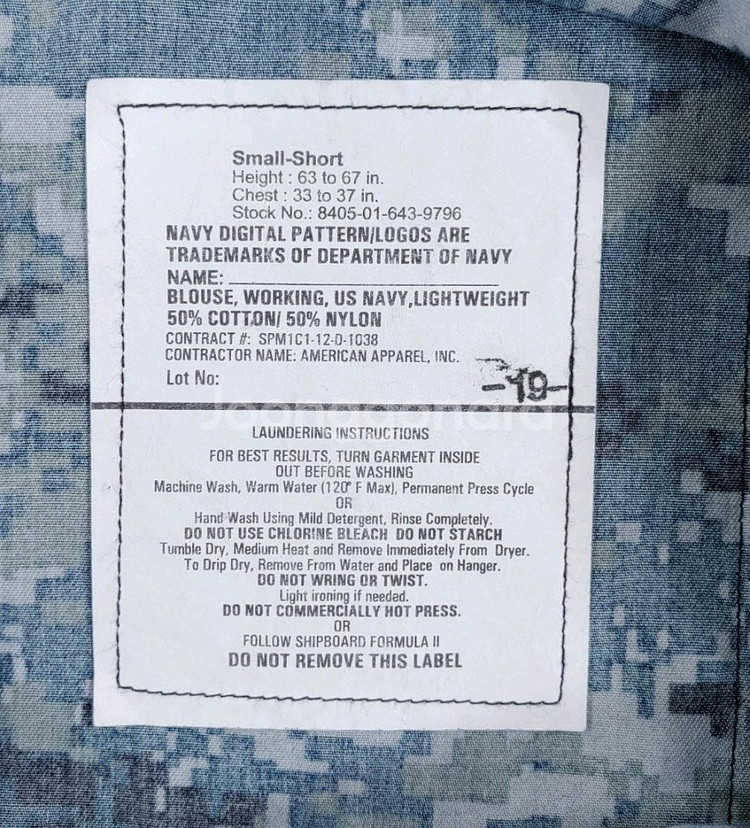 Small-Short
Height : 63 to 67 in.
Chest : 33 to 37 in.
Stock No.: 8405-01-643-9796
NAVY DIGITAL PATTERN/LOGOS ARE
TRADEMARKS OF DEPARTMENT OF NAVY
NAME:
BLOUSE, WORKING, US NAVY,LIGHTWEIGHT
50% COTTON/ 50% NYLON
CONTRACT #: SPM1C1-12-D-1038
CONTRACTOR NAME: AMERICAN APPAREL, INC.
Lot No:
-19-
LAUNDERING INSTRUCTIONS
FOR BEST RESULTS, TURN GARMENT INSIDE
OUT BEFORE WASHING
Machine Wash, Warm Water (120° F Max), Permanent Press Cycle
OR
Hand Wash Using Mild Detergent, Rinse Completely.
DO NOT USE CHLORINE BLEACH DO NOT STARCH
Tumble Dry, Medium Heat and Remove Immediately From Dryer.
To Drip Dry, Remove From Water and Place on Hanger.
DO NOT WRING OR TWIST.
Light ironing if needed.
DO NOT COMMERCIALLY HOT PRESS.
OR
FOLLOW SHIPBOARD FORMULA II
DO NOT REMOVE THIS LABEL